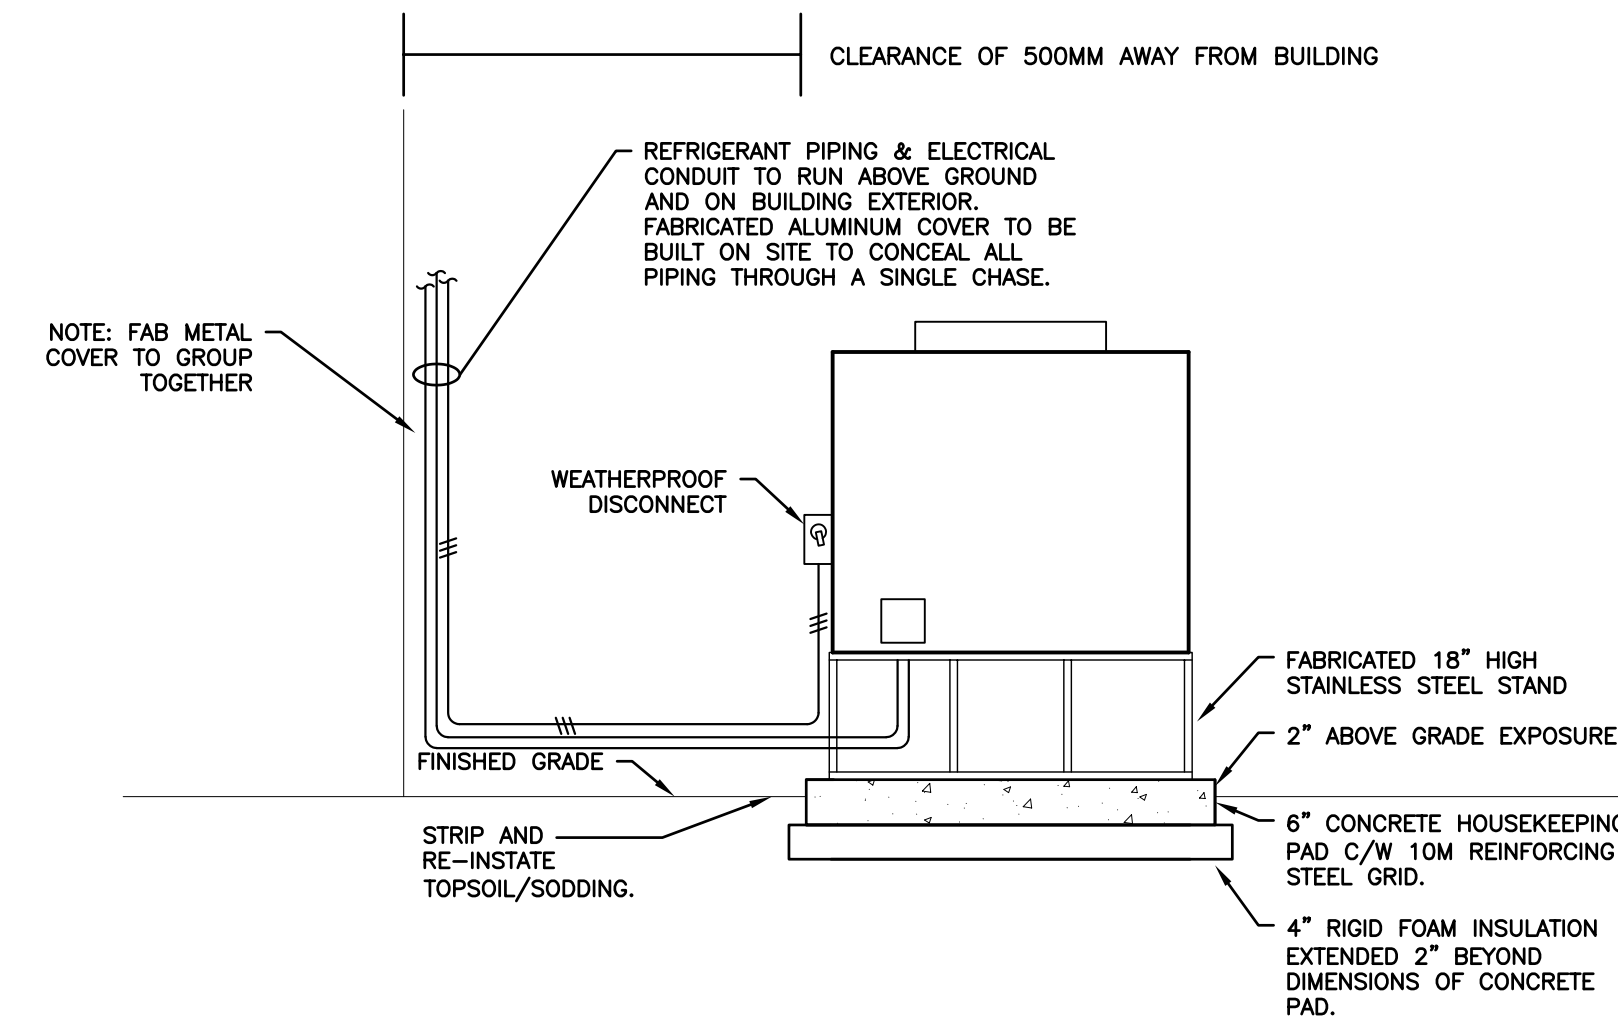 CLEARANCE OF 500MM AWAY FROM BUILDING
REFRIGERANT PIPING & ELECTRICAL
CONDUIT TO RUN ABOVE GROUND
AND ON BUILDING EXTERIOR.
FABRICATED ALUMINUM COVER TO BE
BUILT ON SITE TO CONCEAL ALL
PIPING THROUGH A SINGLE CHASE.
NOTE: FAB METAL
COVER TO GROUP
TOGETHER
WEATHERPROOF
DISCONNECT
FABRICATED 18" HIGH
STAINLESS STEEL STAND
2" ABOVE GRADE EXPOSURE
FINISHED GRADE
STRIP AND
RE-INSTATE
TOPSOIL/SODDING.
6" CONCRETE HOUSEKEEPING
PAD C/W 10M REINFORCING
STEEL GRID.
4" RIGID FOAM INSULATION
EXTENDED 2" BEYOND
DIMENSIONS OF CONCRETE
PAD.